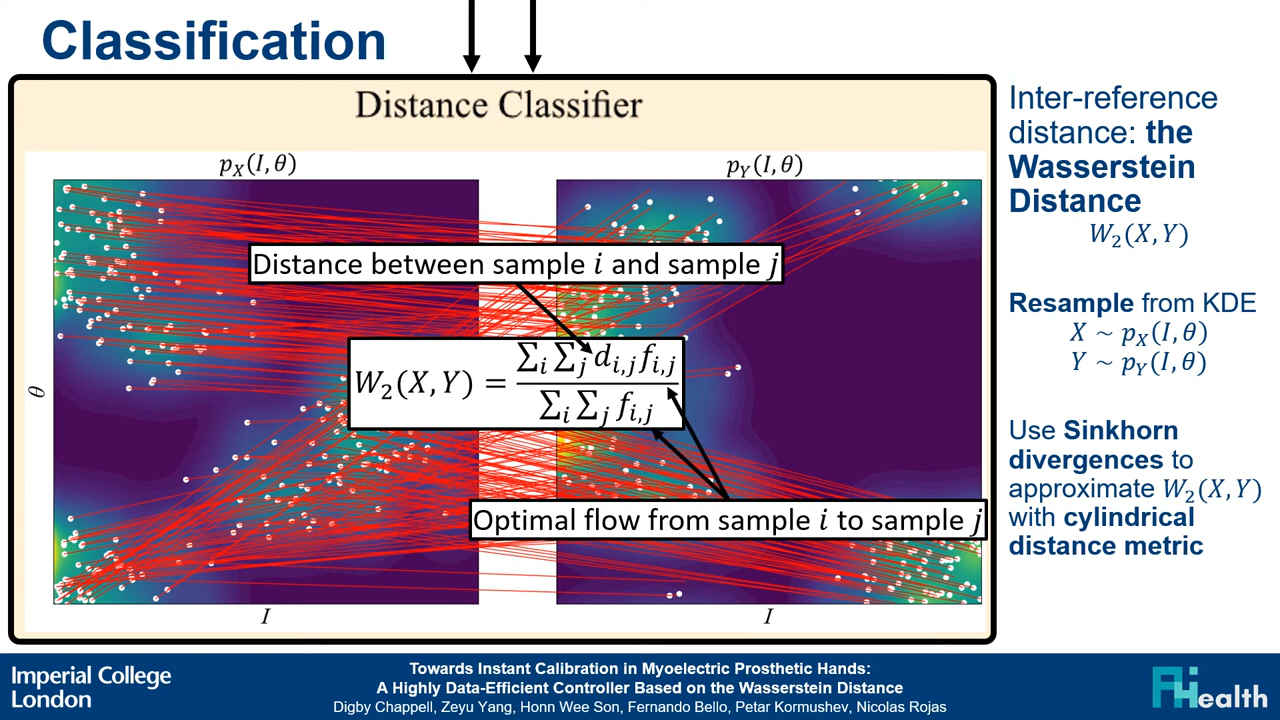 Classification
Distance Classifier
p_X(I, θ)
p_Y(I, θ)
Distance between sample i and sample j
W_2(X, Y) = \frac{∑_i ∑_j d_{i,j} f_{i,j}}{∑_i ∑_j f_{i,j}}
Optimal flow from sample i to sample j
θ
I
I
Inter-reference
distance: the
Wasserstein
Distance
W_2(X, Y)
Resample from KDE
X ~ p_X(I, θ)
Y ~ p_Y(I, θ)
Use Sinkhorn
divergences to
approximate W_2(X, Y)
with cylindrical
distance metric
Imperial College
London
Towards Instant Calibration in Myoelectric Prosthetic Hands:
A Highly Data-Efficient Controller Based on the Wasserstein Distance
Digby Chappell, Zeyu Yang, Honn Wee Son, Fernando Bello, Petar Kormushev, Nicolas Rojas
FAiHealth